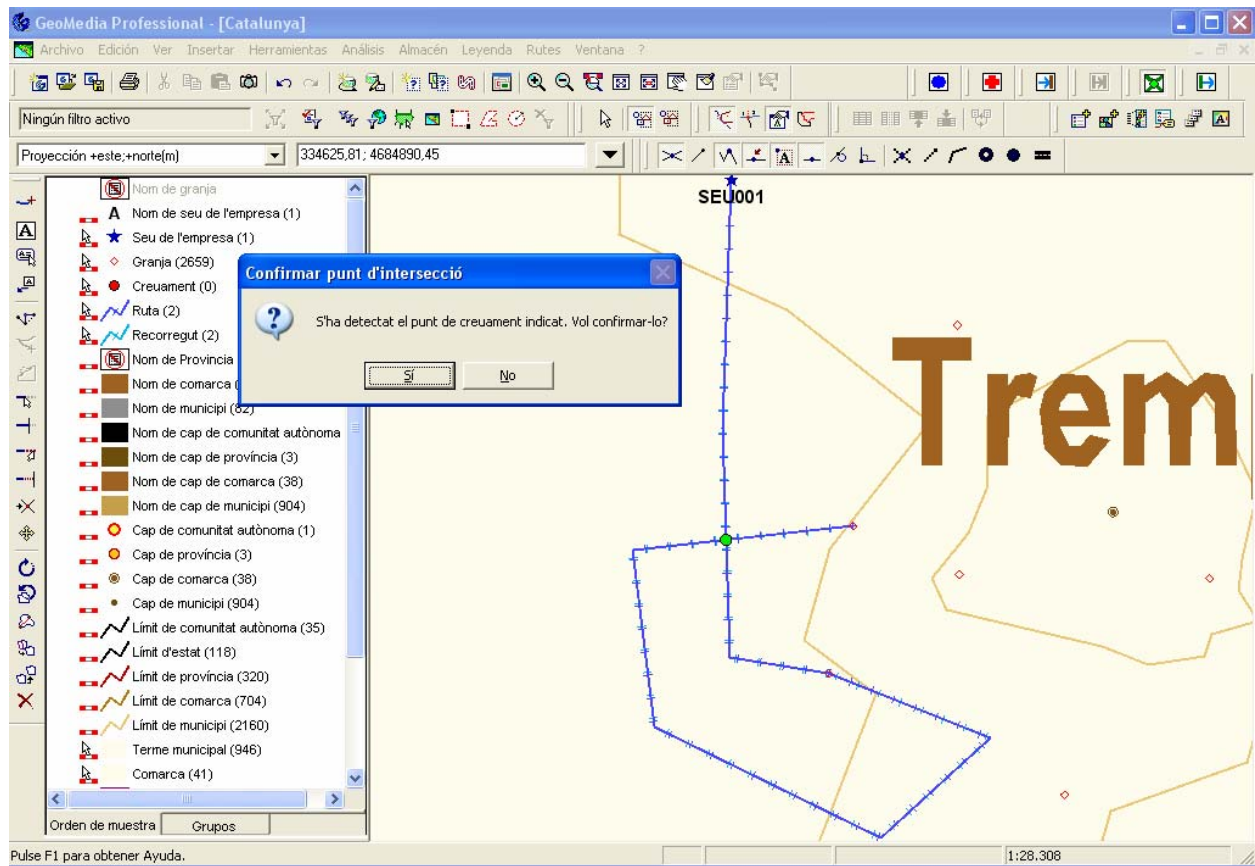 GeoMedia Professional - [Catalunya]
Archivo Edición Ver Insertar Herramientas Análisis Almacén Leyenda Rutes Ventana ?
Ningún filtro activo
Proyección +este;+norte(m)
334625,81; 4684890,45
Nom de granja
A Nom de seu de l'empresa (1)
Seu de l'empresa (1)
Granja (2659)
Creuament (0)
Ruta (2)
Recorregut (2)
Nom de Provincia
Nom de comarca (
Nom de municipi (82)
Nom de cap de comunitat autònoma
Nom de cap de província (3)
Nom de cap de comarca (38)
Nom de cap de municipi (904)
Cap de comunitat autònoma (1)
Cap de província (3)
Cap de comarca (38)
Cap de municipi (904)
Límit de comunitat autònoma (35)
Límit d'estat (118)
Límit de província (320)
Límit de comarca (704)
Límit de municipi (2160)
Terme municipal (946)
Comarca (41)
Orden de muestra
Grupos
Confirmar punt d'intersecció
S'ha detectat el punt de creuament indicat. Vol confirmar-lo?
Sí
No
SEU001
Trem
Pulse F1 para obtener Ayuda.
1:28.308